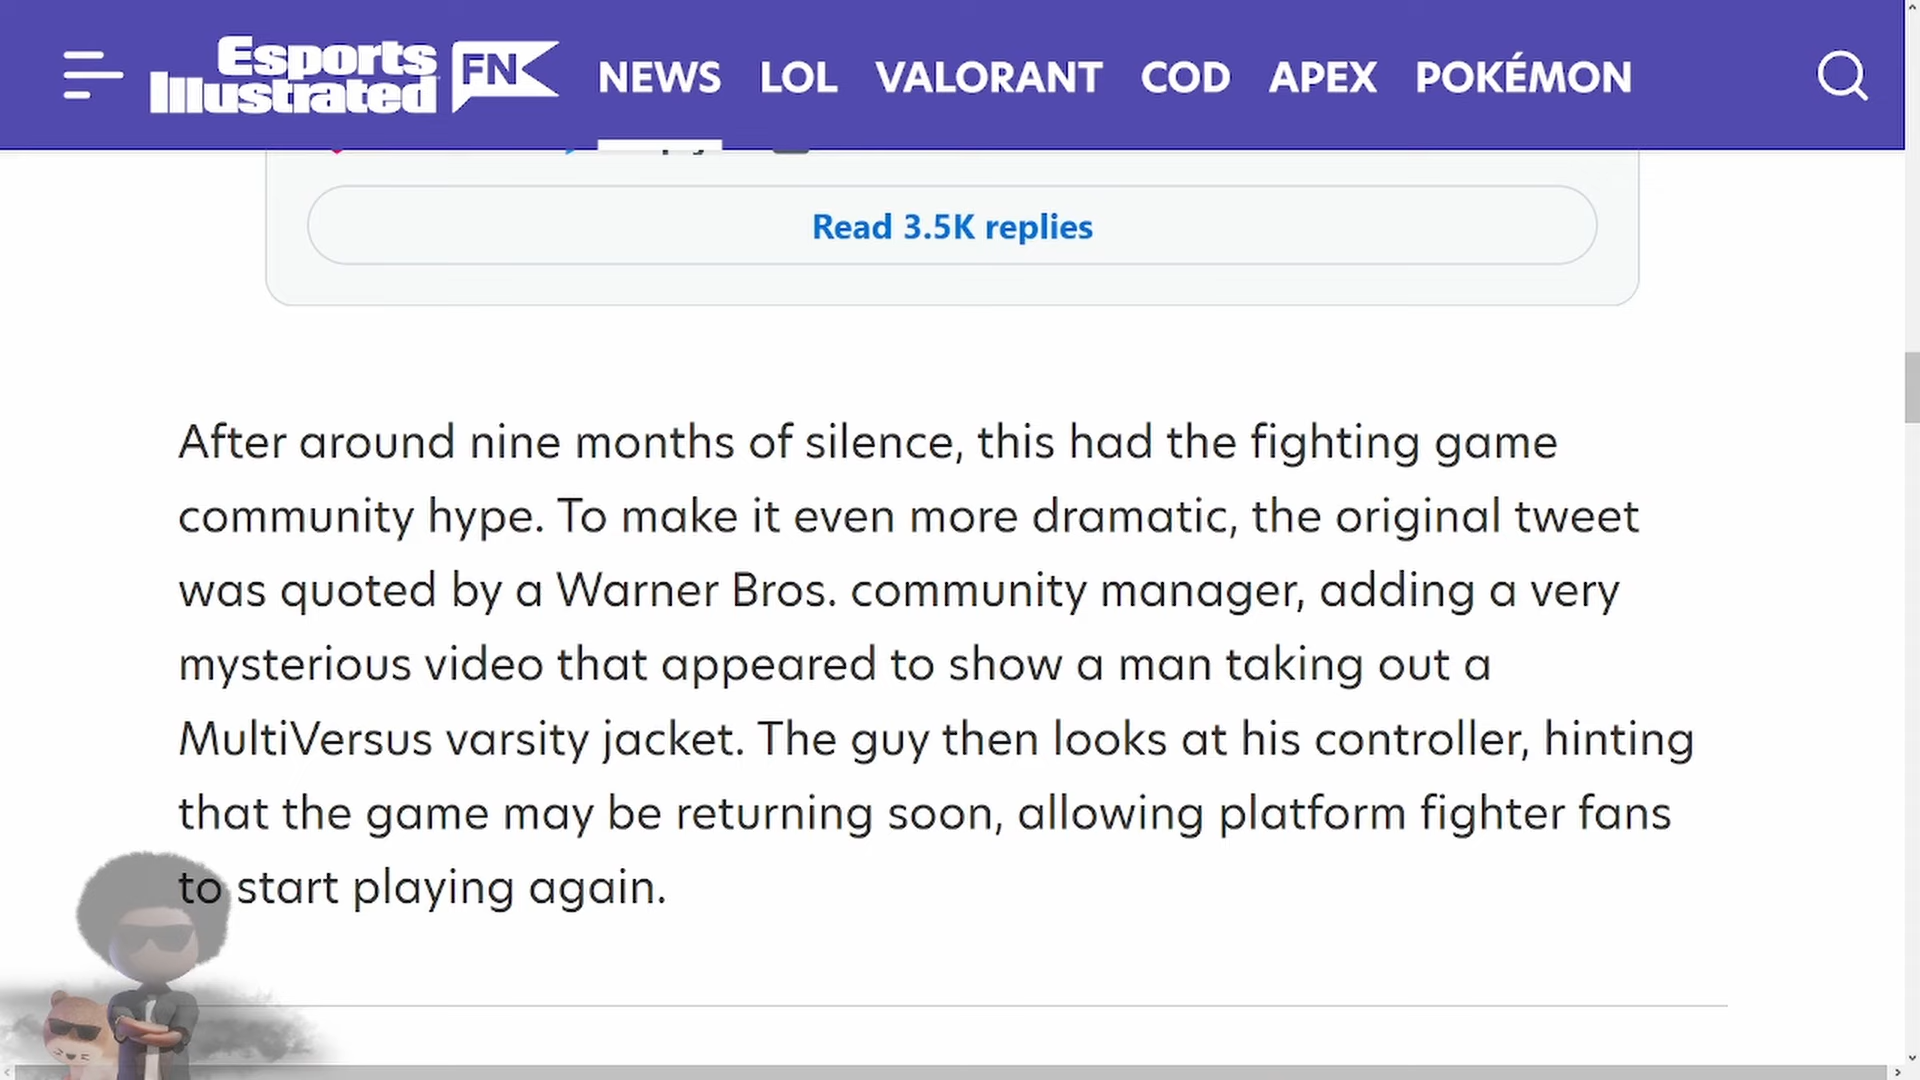 Esports
Illustrated
FN
NEWS LOL VALORANT COD APEX POKÉMON
Read 3.5K replies
After around nine months of silence, this had the fighting game
community hype. To make it even more dramatic, the original tweet
was quoted by a Warner Bros. community manager, adding a very
mysterious video that appeared to show a man taking out a
MultiVersus varsity jacket. The guy then looks at his controller, hinting
that the game may be returning soon, allowing platform fighter fans
to start playing again.